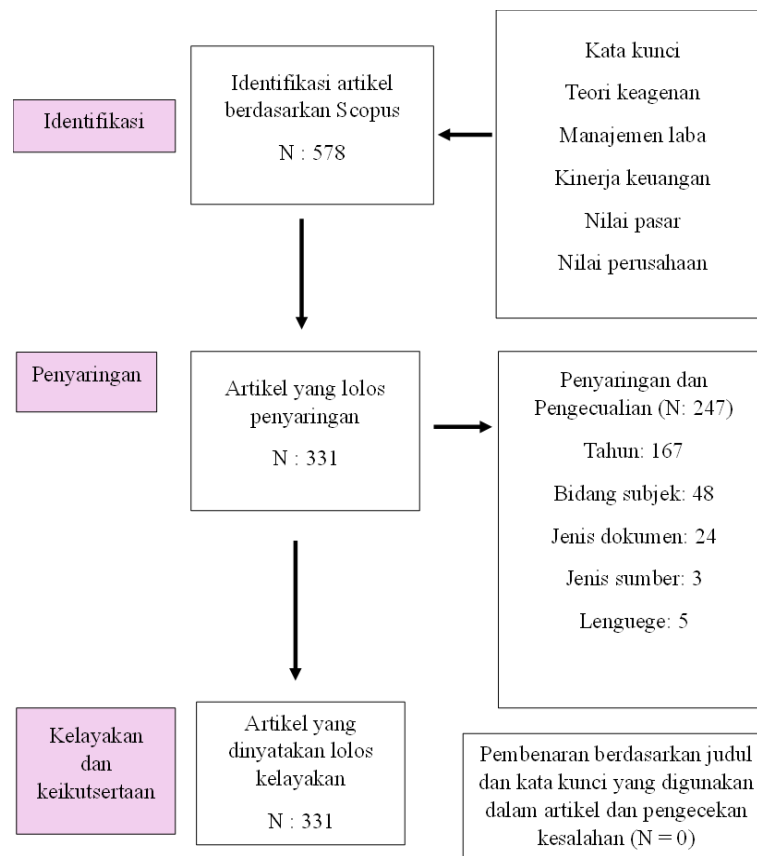 Identifikasi
Identifikasi artikel
berdasarkan Scopus
N : 578
Kata kunci
Teori keagenan
Manajemen laba
Kinerja keuangan
Nilai pasar
Nilai perusahaan
Penyaringan
Artikel yang lolos
penyaringan
N : 331
Penyaringan dan
Pengecualian (N: 247)
Tahun: 167
Bidang subjek: 48
Jenis dokumen: 24
Jenis sumber: 3
Lenguege: 5
Kelayakan
dan
keikutsertaan
Artikel yang
dinyatakan lolos
kelayakan
N : 331
Pembenaran berdasarkan judul
dan kata kunci yang digunakan
dalam artikel dan pengecekan
kesalahan (N = 0)